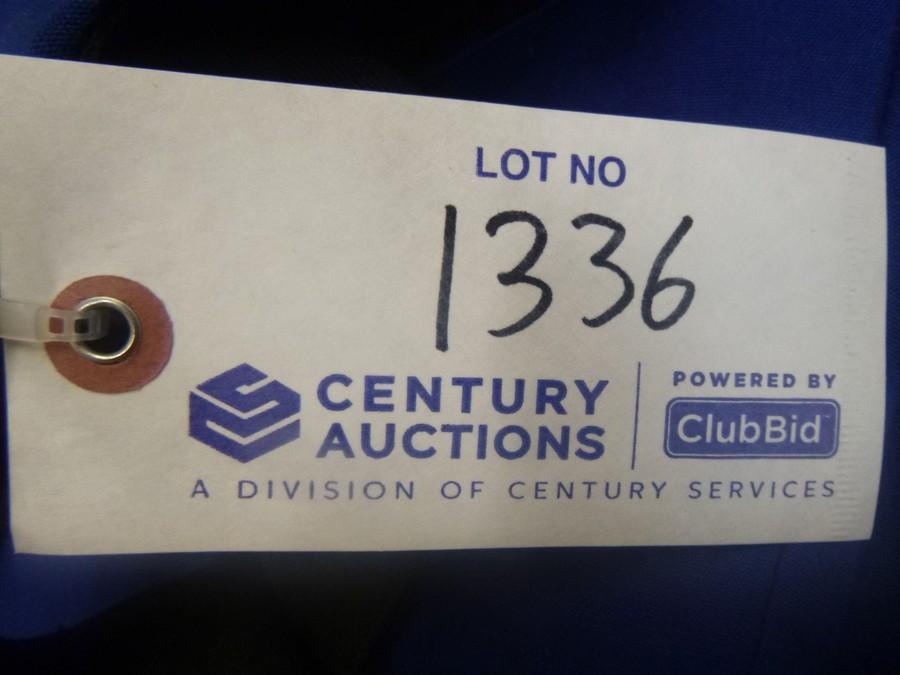 LOT NO
1336
CENTURY
AUCTIONS
POWERED BY
ClubBid
A DIVISION OF CENTURY SERVICES